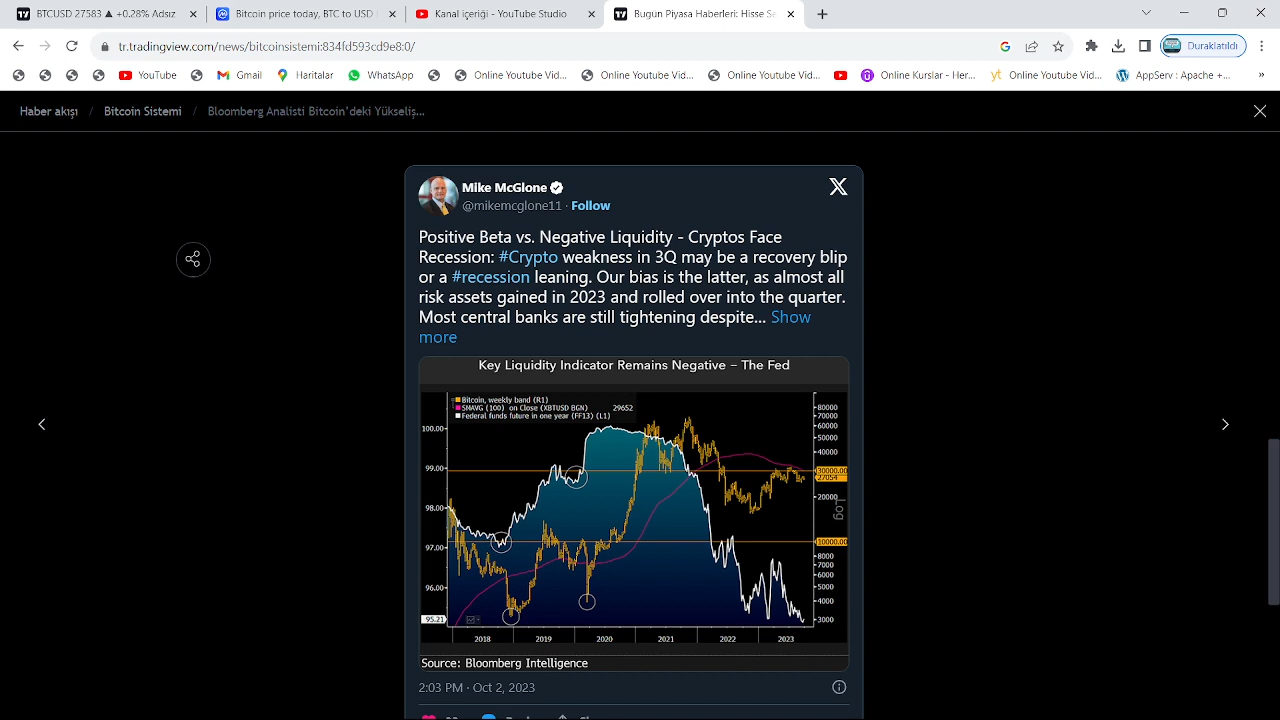 BTCUSD 27583 ▲ +0.28% Adsız
Bitcoin price today, BTC to USD l
Kanal içeriği - YouTube Studio
Bugün Piyasa Haberleri: Hisse Se
tr.tradingview.com/news/bitcoinsistemi:834fd593cd9e8:0/
Duraklatıldı
YouTube
Gmail
Haritalar
WhatsApp
Online Youtube Vid...
Online Youtube Vid...
Online Youtube Vid...
Online Kurslar - Her...
Online Youtube Vid...
AppServ : Apache +...
Haber akışı / Bitcoin Sistemi / Bloomberg Analisti Bitcoin'deki Yükseliş...
Mike McGlone
@mikemcglone11 · Follow
Positive Beta vs. Negative Liquidity - Cryptos Face
Recession: #Crypto weakness in 3Q may be a recovery blip
or a #recession leaning. Our bias is the latter, as almost all
risk assets gained in 2023 and rolled over into the quarter.
Most central banks are still tightening despite... Show
more
Key Liquidity Indicator Remains Negative – The Fed
Bitcoin, weekly band (R1)
SMAVG (100) on Close (XBTUSD BGN) 29652
Federal funds future in one year (FF13) (L1)
100.00
99.00
98.00
97.00
96.00
95.21
80000
70000
60000
50000
40000
30000.00
27054
20000
Log
10000.00
8000
7000
6000
5000
4000
3000
2018 2019 2020 2021 2022 2023
Source: Bloomberg Intelligence
2:03 PM · Oct 2, 2023